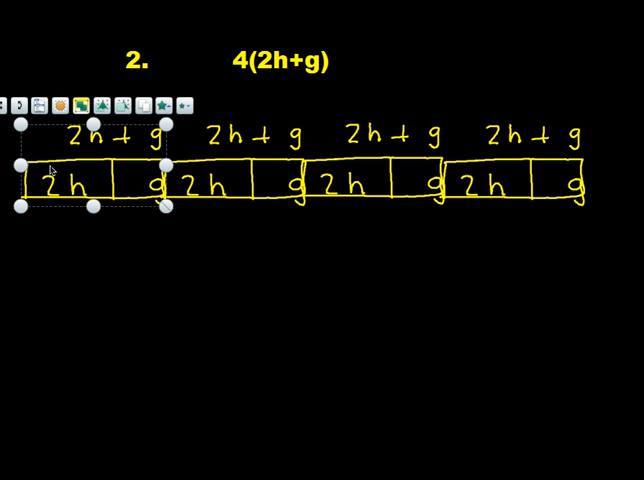 2. 4(2h+g)
2h + g 2h + g 2h + g 2h + g
2h g 2h g 2h g 2h g